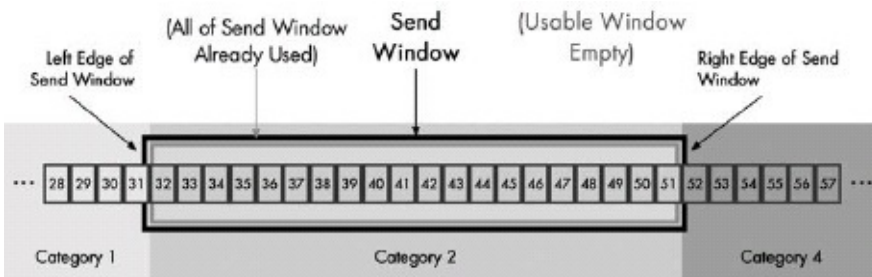 Left Edge of
Send Window
(All of Send Window
Already Used)
Send
Window
(Usable Window
Empty)
Right Edge of Send
Window
... 28 29 30 31 32 33 34 35 36 37 38 39 40 41 42 43 44 45 46 47 48 49 50 51 52 53 54 55 56 57 ...
Category 1
Category 2
Category 4